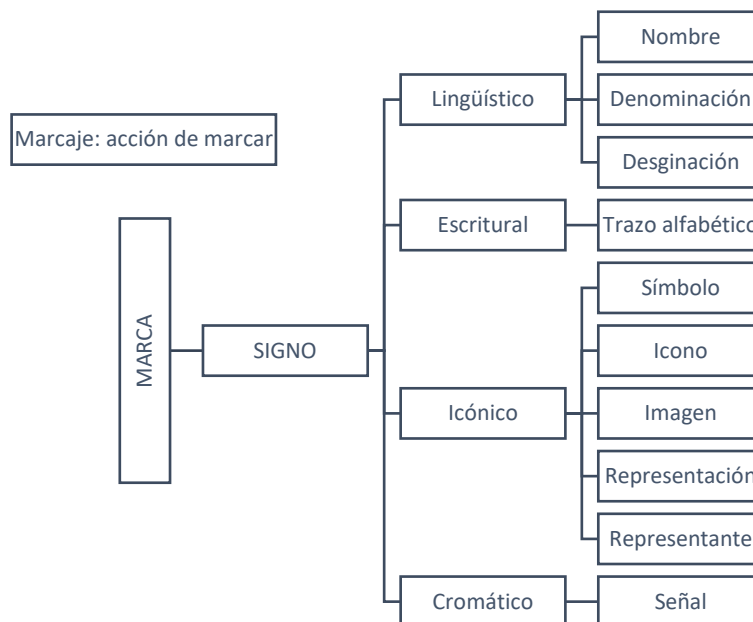 Marcaje: acción de marcar
MARCA
SIGNO
Lingüístico
Nombre
Denominación
Desginación
Escritural
Trazo alfabético
Icónico
Símbolo
Icono
Imagen
Representación
Representante
Cromático
Señal